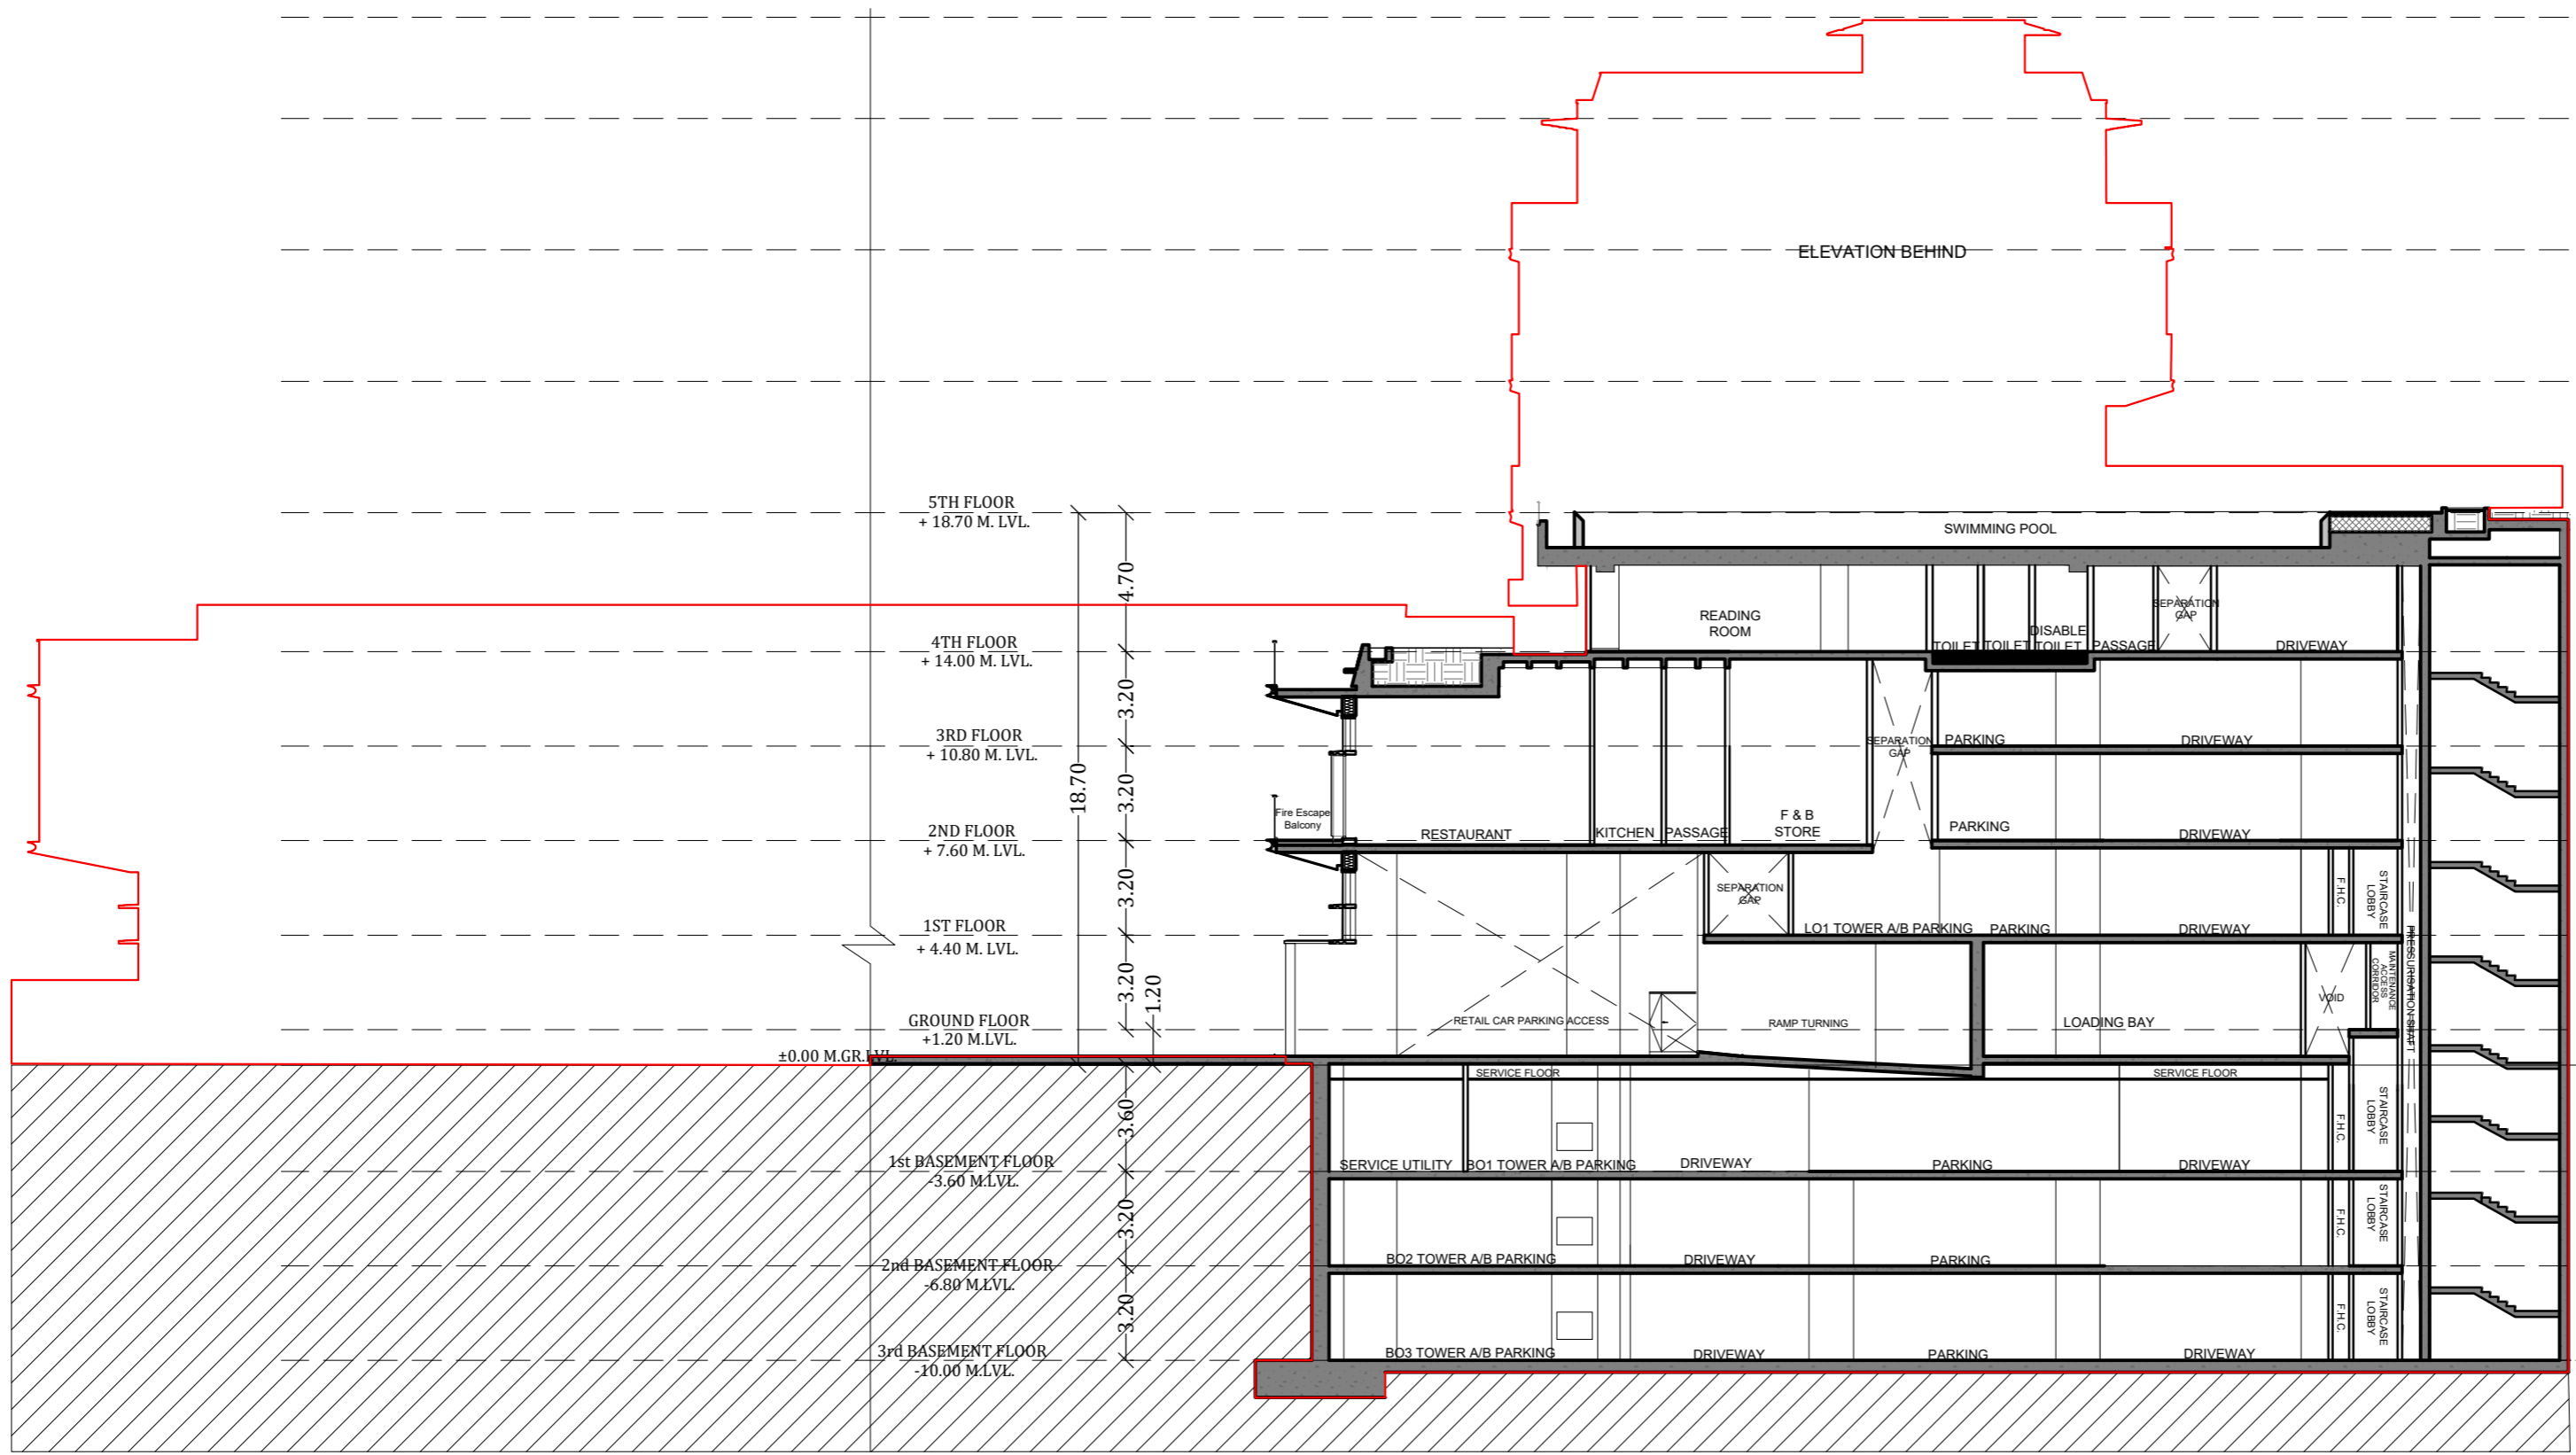 ELEVATION BEHIND
5TH FLOOR
+ 18.70 M. LVL.
SWIMMING POOL
4.70
READING
ROOM
SEPARATION
GAP
DISABLE
TOILET
TOILET
TOILET
PASSAGE
DRIVEWAY
4TH FLOOR
+ 14.00 M. LVL.
3.20
3RD FLOOR
+ 10.80 M. LVL.
SEPARATION
GAP
PARKING
DRIVEWAY
18.70
3.20
Fire Escape
Balcony
2ND FLOOR
+ 7.60 M. LVL.
RESTAURANT
KITCHEN
PASSAGE
F & B
STORE
PARKING
DRIVEWAY
3.20
SEPARATION
GAP
F.H.C.
STAIRCASE
LOBBY
1ST FLOOR
+ 4.40 M. LVL.
LO1 TOWER A/B PARKING
PARKING
DRIVEWAY
PRESSURISATION SHAFT
3.20
1.20
MAINTENANCE
ACCESS
CORRIDOR
VOID
GROUND FLOOR
+1.20 M.LVL.
RETAIL CAR PARKING ACCESS
RAMP TURNING
LOADING BAY
±0.00 M.GR.LVL.
SERVICE FLOOR
SERVICE FLOOR
3.60
F.H.C.
STAIRCASE
LOBBY
1st BASEMENT FLOOR
-3.60 M.LVL.
SERVICE UTILITY
BO1 TOWER A/B PARKING
DRIVEWAY
PARKING
DRIVEWAY
3.20
F.H.C.
STAIRCASE
LOBBY
2nd BASEMENT FLOOR
-6.80 M.LVL.
BO2 TOWER A/B PARKING
DRIVEWAY
PARKING
3.20
F.H.C.
STAIRCASE
LOBBY
3rd BASEMENT FLOOR
-10.00 M.LVL.
BO3 TOWER A/B PARKING
DRIVEWAY
PARKING
DRIVEWAY